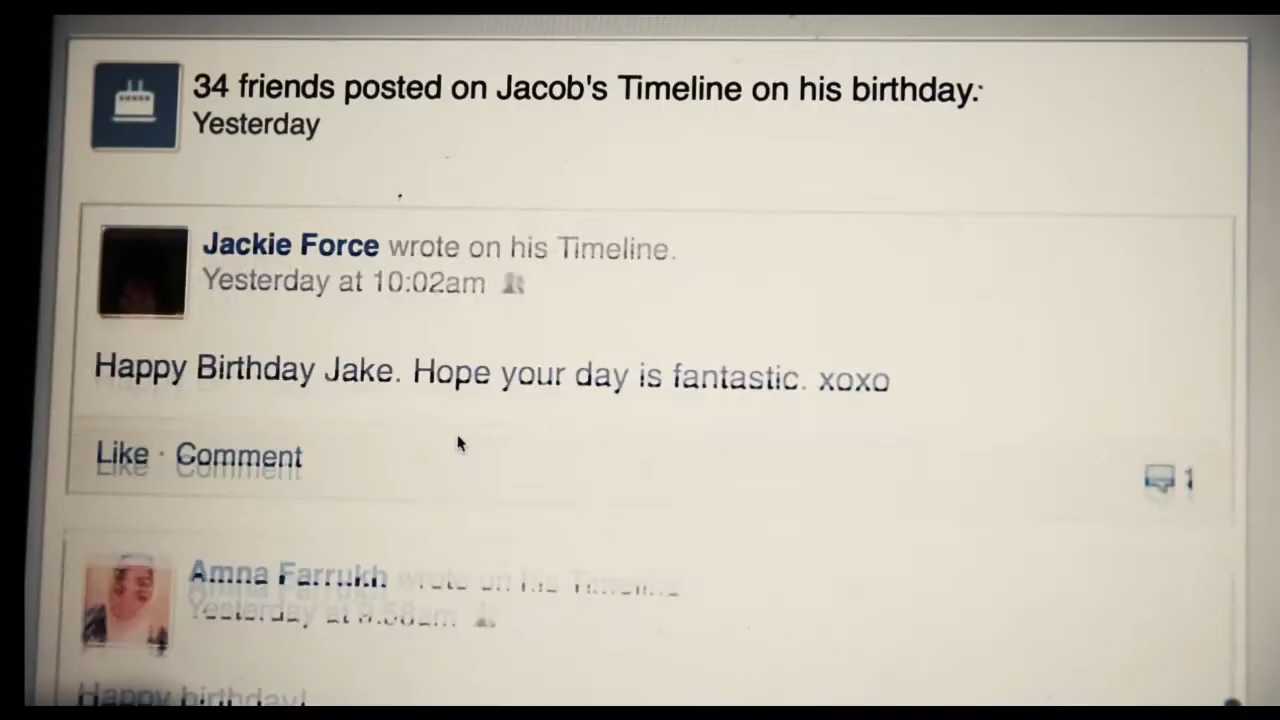 34 friends posted on Jacob's Timeline on his birthday.
Yesterday
Jackie Force wrote on his Timeline.
Yesterday at 10:02am
Happy Birthday Jake. Hope your day is fantastic. xoxo
Like · Comment
1
Amna Farrukh wrote on his Timeline
Yesterday at 9:58am
Happy birthday!